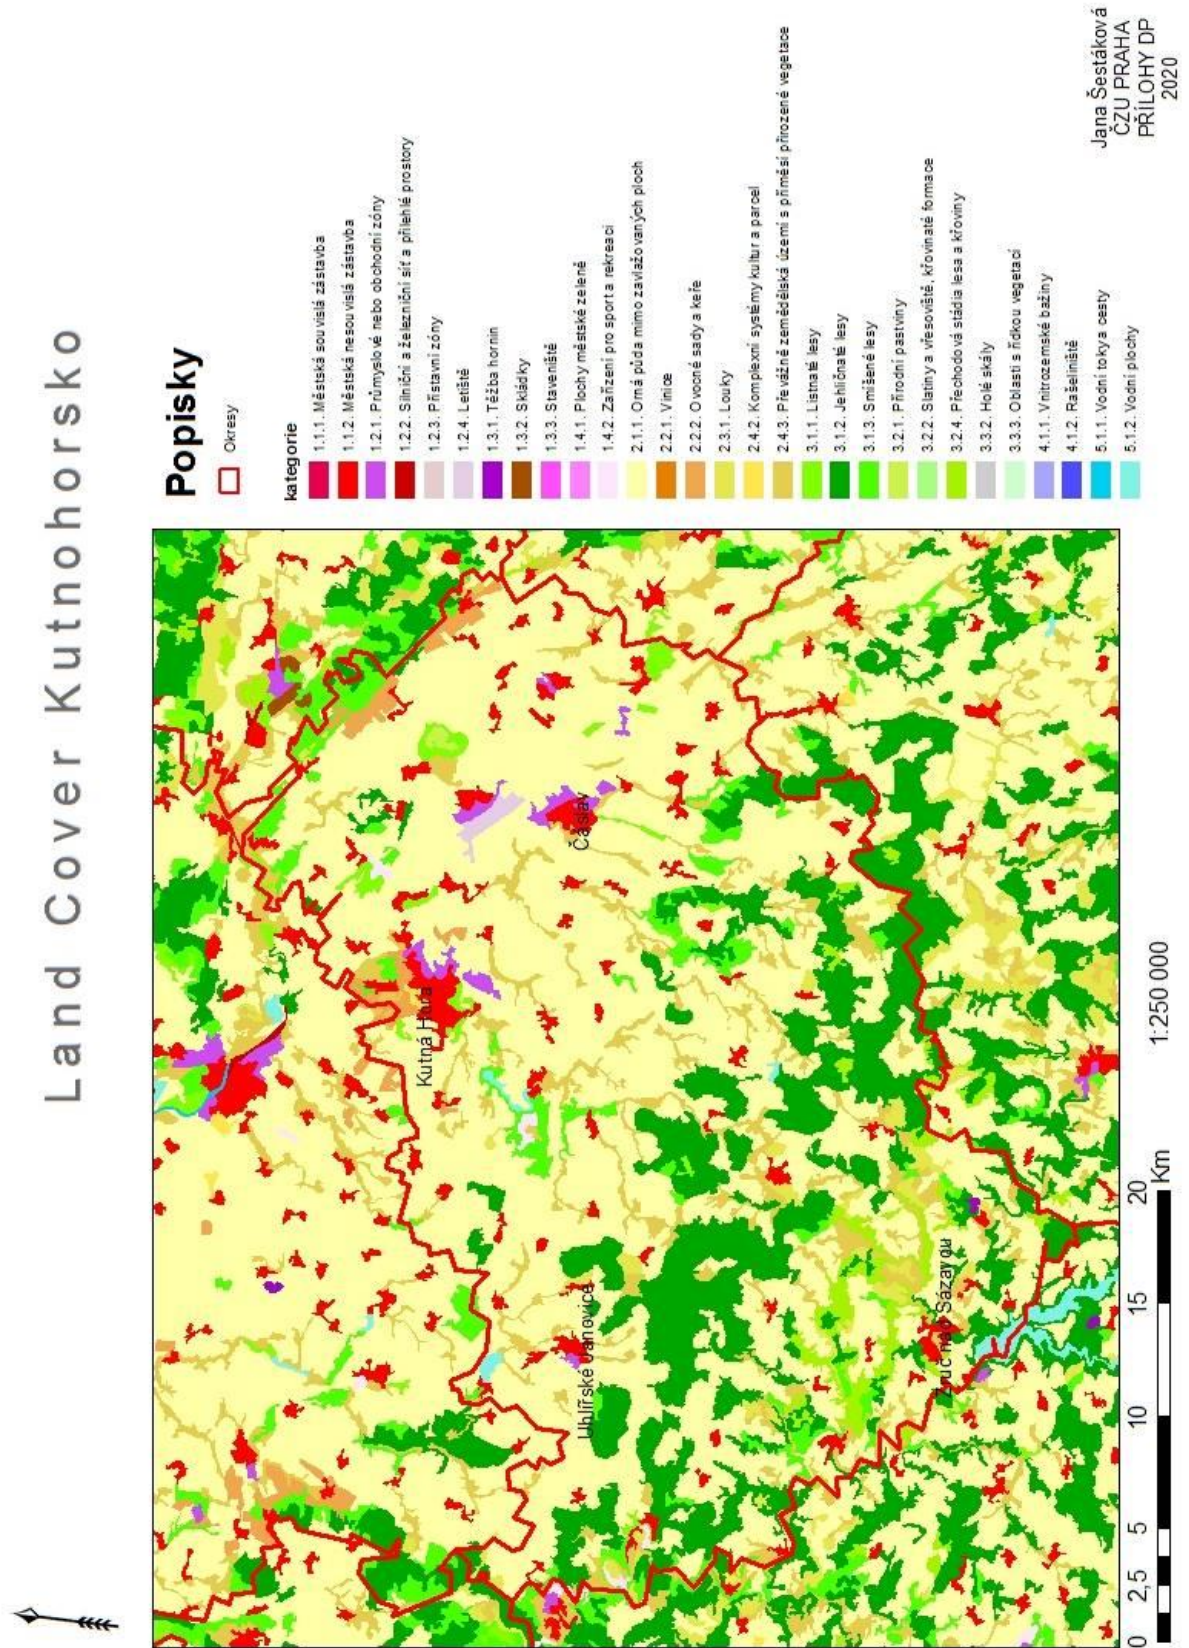 Land Cover Kutnohorsko
Popisky
Okresy
kategorie
1.1.1. Městská souvislá zástavba
1.1.2. Městská nesouvislá zástavba
1.2.1. Průmyslové nebo obchodní zóny
1.2.2. Silniční a železniční síť a přilehlé prostory
1.2.3. Přístavní zóny
1.2.4. Letiště
1.3.1. Těžba hornin
1.3.2. Skládky
1.3.3. Staveniště
1.4.1. Plochy městské zeleně
1.4.2. Zařízení pro sport a rekreaci
2.1.1. Orná půda mimo zavlažovaných ploch
2.2.1. Vinice
2.2.2. Ovocné sady a keře
2.3.1. Louky
2.4.2. Komplexní systémy kultur a parcel
2.4.3. Převážně zemědělská území s příměsí přirozené vegetace
3.1.1. Listnaté lesy
3.1.2. Jehličnaté lesy
3.1.3. Smíšené lesy
3.2.1. Přírodní pastviny
3.2.2. Slatiny a vřesoviště, křovinaté formace
3.2.4. Přechodová stádia lesa a křoviny
3.3.2. Holé skály
3.3.3. Oblasti s řídkou vegetací
4.1.1. Vnitrozemské bažiny
4.1.2. Rašeliniště
5.1.1. Vodní toky a cesty
5.1.2. Vodní plochy
Kutná Hora
Čáslav
Uhlířské Janovice
Zruč nad Sázavou
0 2,5 5 10 15 20
Km
1:250 000
Jana Šestáková
ČZU PRAHA
PŘÍLOHY DP
2020